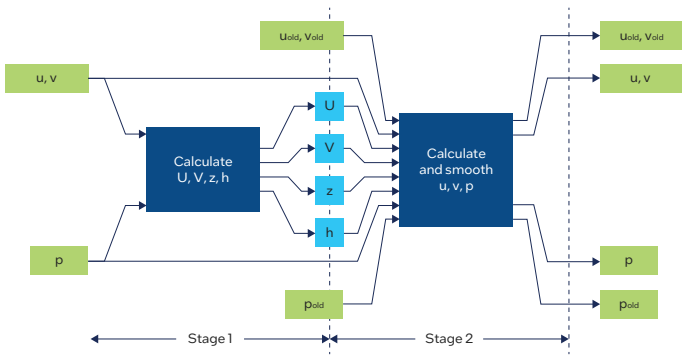 uold, vold
uold, vold
u, v
u, v
U
V
z
h
Calculate
U, V, z, h
Calculate
and smooth
u, v, p
p
p
pold
pold
Stage 1
Stage 2